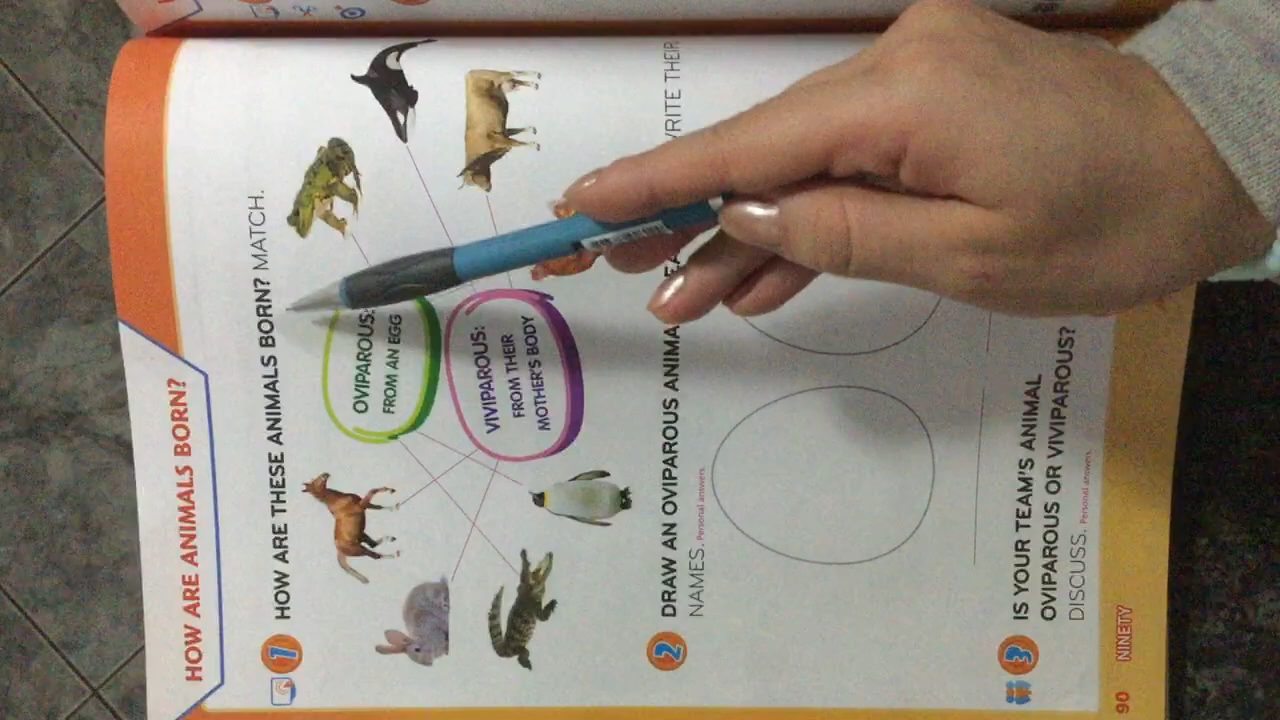 HOW ARE ANIMALS BORN?
1 HOW ARE THESE ANIMALS BORN? MATCH.
OVIPAROUS:
FROM AN EGG
VIVIPAROUS:
FROM THEIR
MOTHER'S BODY
2 DRAW AN OVIPAROUS WRITE THEIR
NAMES. Personal answers.
3 IS YOUR TEAM'S ANIMAL
OVIPAROUS OR VIVIPAROUS?
DISCUSS. Personal answers.
90 NINETY